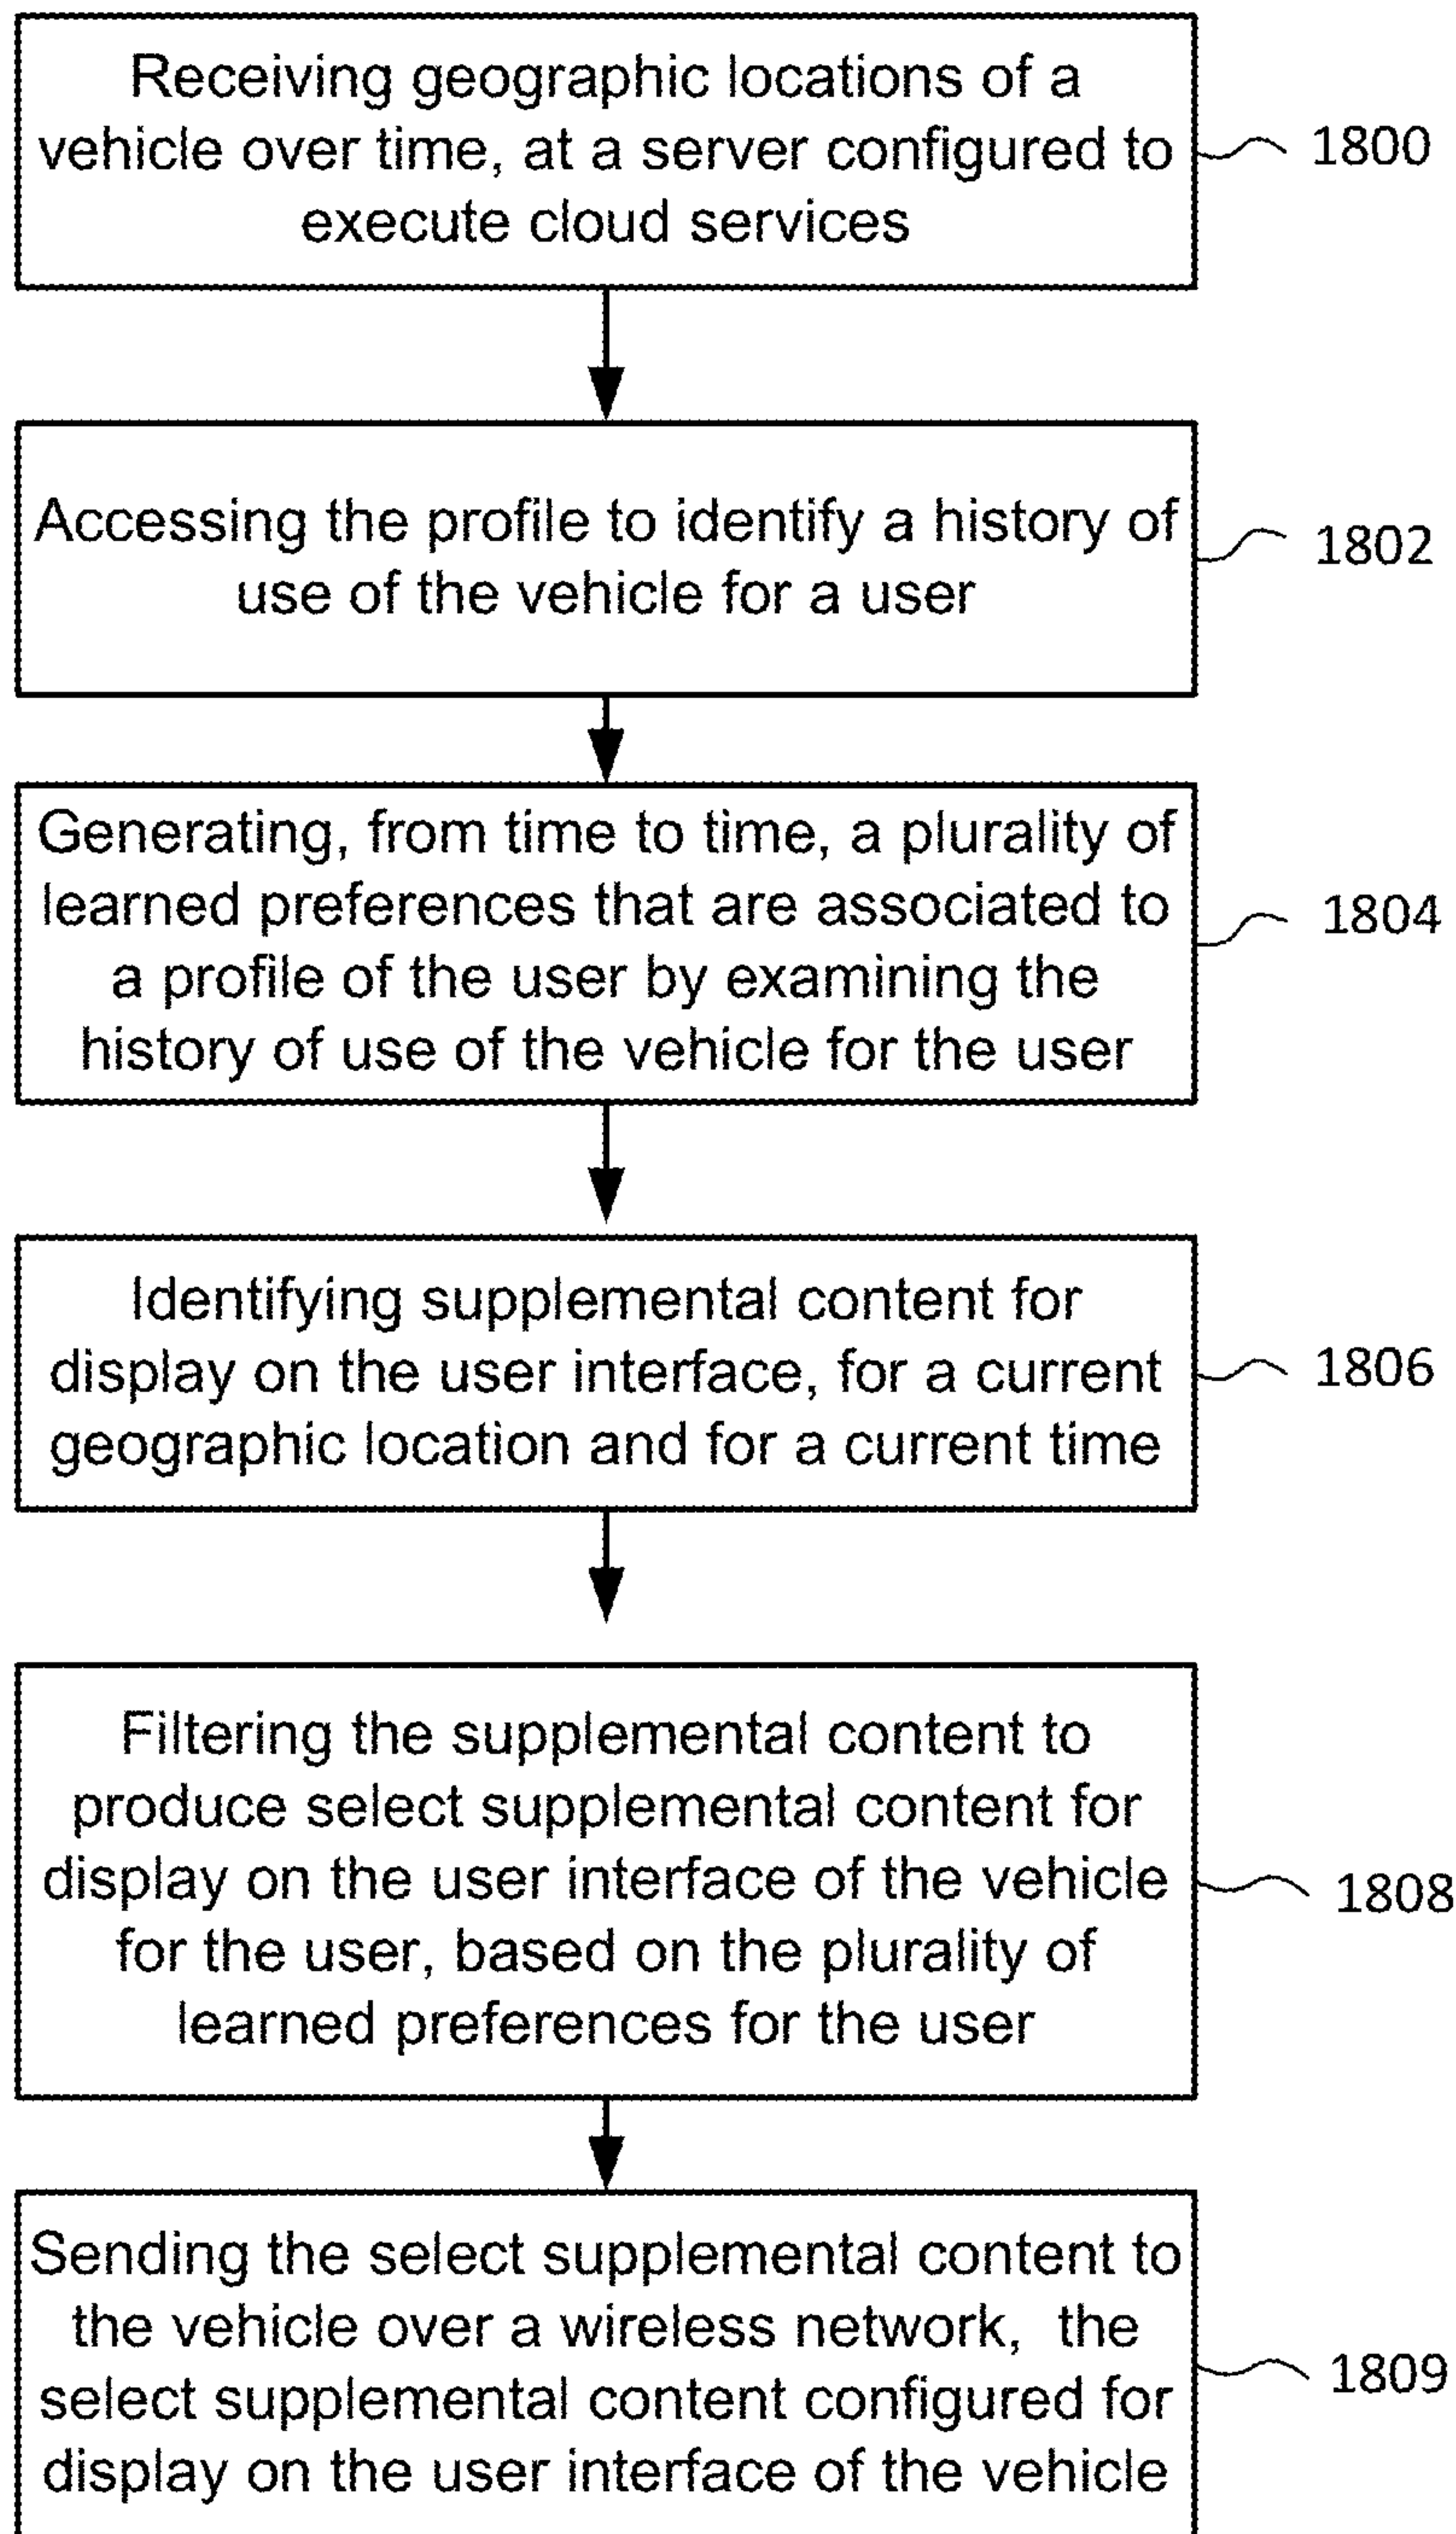 Receiving geographic locations of a
vehicle over time, at a server configured to
execute cloud services
1800
Accessing the profile to identify a history of
use of the vehicle for a user
1802
Generating, from time to time, a plurality of
learned preferences that are associated to
a profile of the user by examining the
history of use of the vehicle for the user
1804
Identifying supplemental content for
display on the user interface, for a current
geographic location and for a current time
1806
Filtering the supplemental content to
produce select supplemental content for
display on the user interface of the vehicle
for the user, based on the plurality of
learned preferences for the user
1808
Sending the select supplemental content to
the vehicle over a wireless network, the
select supplemental content configured for
display on the user interface of the vehicle
1809